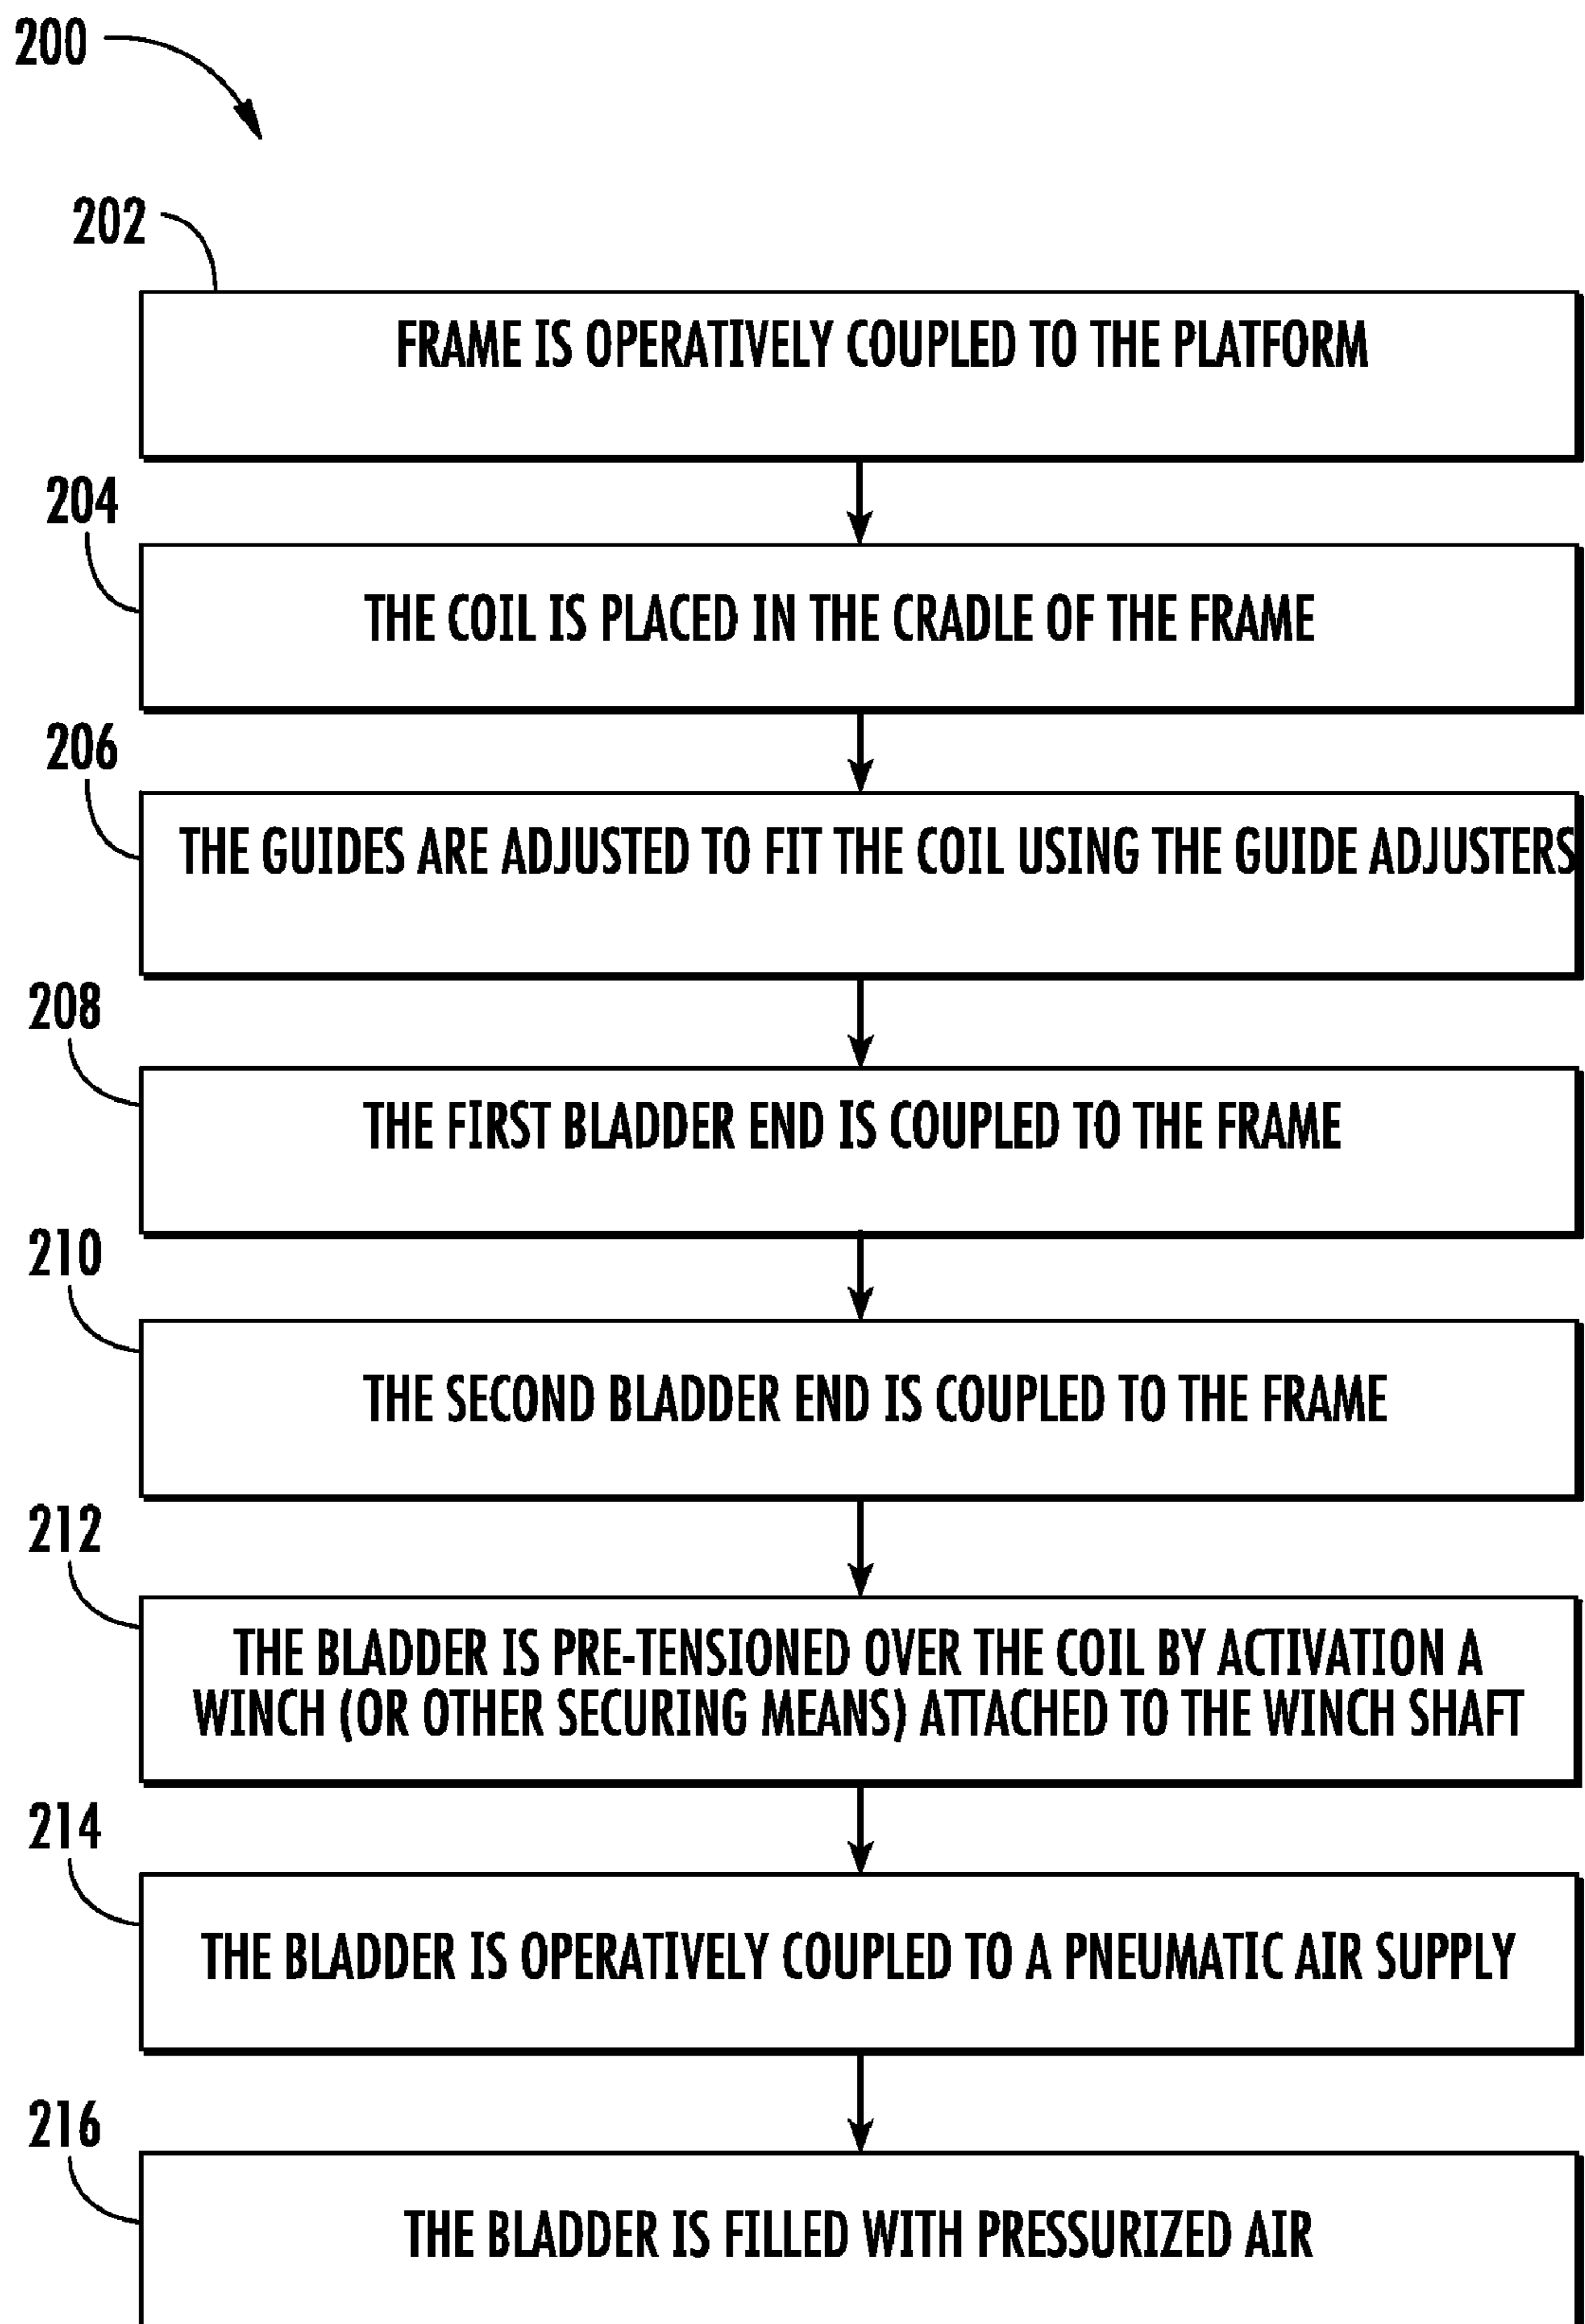 200
202
FRAME IS OPERATIVELY COUPLED TO THE PLATFORM
204
THE COIL IS PLACED IN THE CRADLE OF THE FRAME
206
THE GUIDES ARE ADJUSTED TO FIT THE COIL USING THE GUIDE ADJUSTERS
208
THE FIRST BLADDER END IS COUPLED TO THE FRAME
210
THE SECOND BLADDER END IS COUPLED TO THE FRAME
212
THE BLADDER IS PRE-TENSIONED OVER THE COIL BY ACTIVATION A
WINCH (OR OTHER SECURING MEANS) ATTACHED TO THE WINCH SHAFT
214
THE BLADDER IS OPERATIVELY COUPLED TO A PNEUMATIC AIR SUPPLY
216
THE BLADDER IS FILLED WITH PRESSURIZED AIR